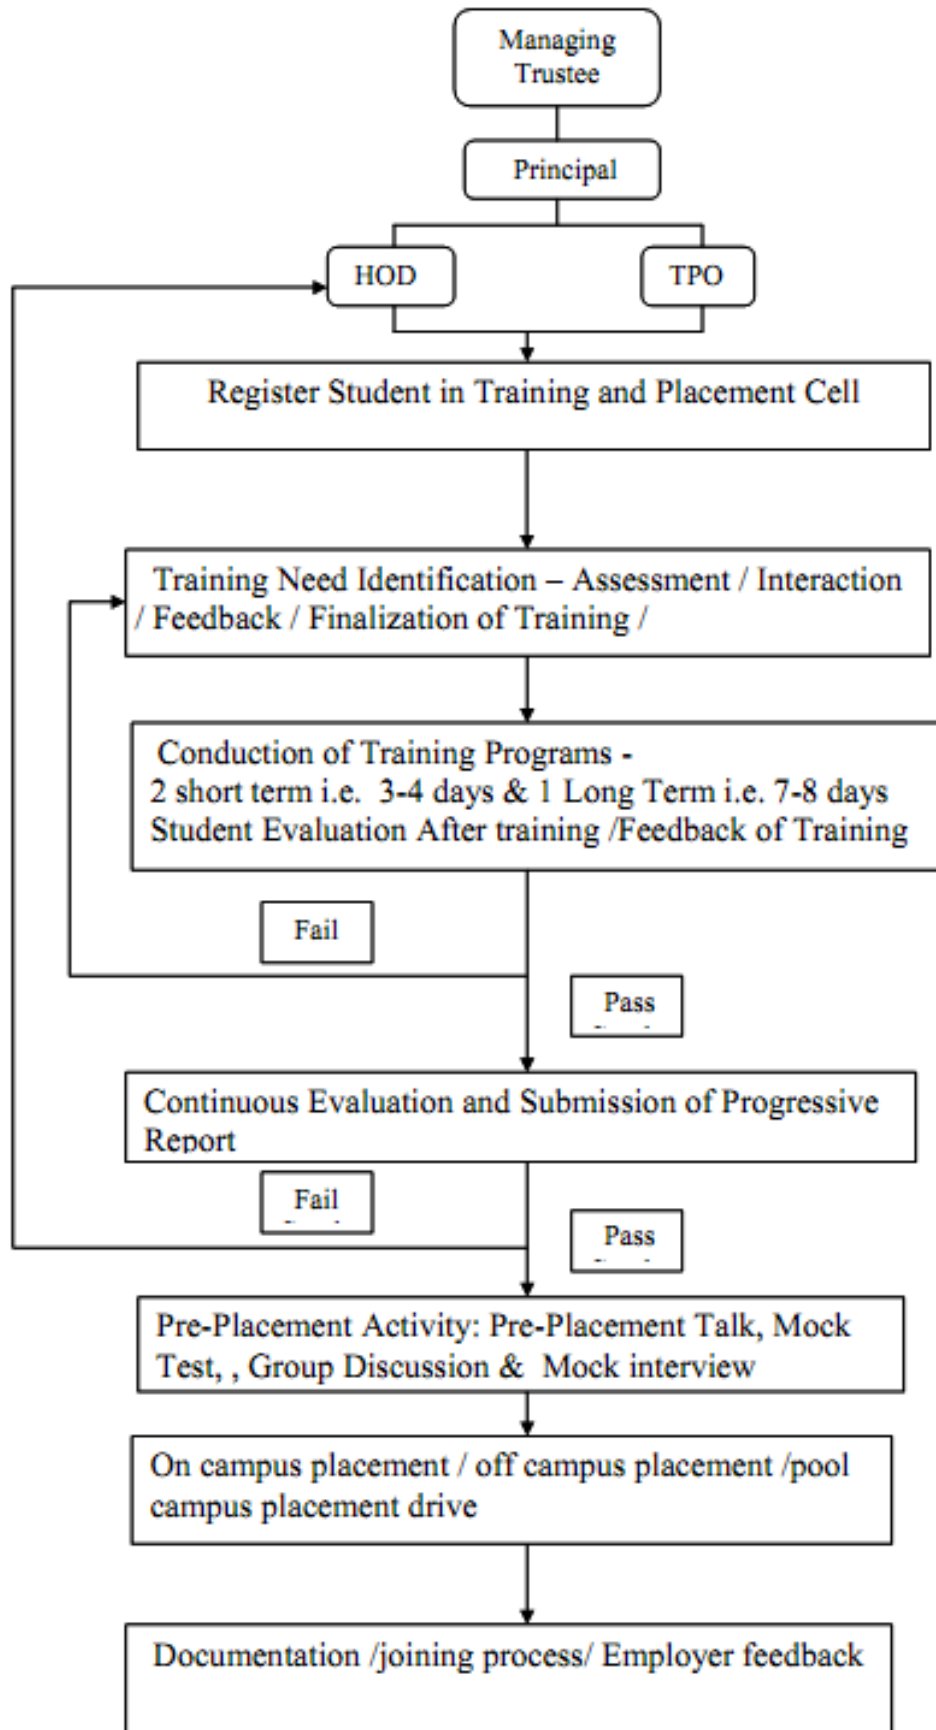 Managing
Trustee
Principal
HOD
TPO
Register Student in Training and Placement Cell
Training Need Identification – Assessment / Interaction
/ Feedback / Finalization of Training /
Conduction of Training Programs -
2 short term i.e. 3-4 days & 1 Long Term i.e. 7-8 days
Student Evaluation After training /Feedback of Training
Fail
Pass
Continuous Evaluation and Submission of Progressive
Report
Fail
Pass
Pre-Placement Activity: Pre-Placement Talk, Mock
Test, , Group Discussion & Mock interview
On campus placement / off campus placement /pool
campus placement drive
Documentation /joining process/ Employer feedback